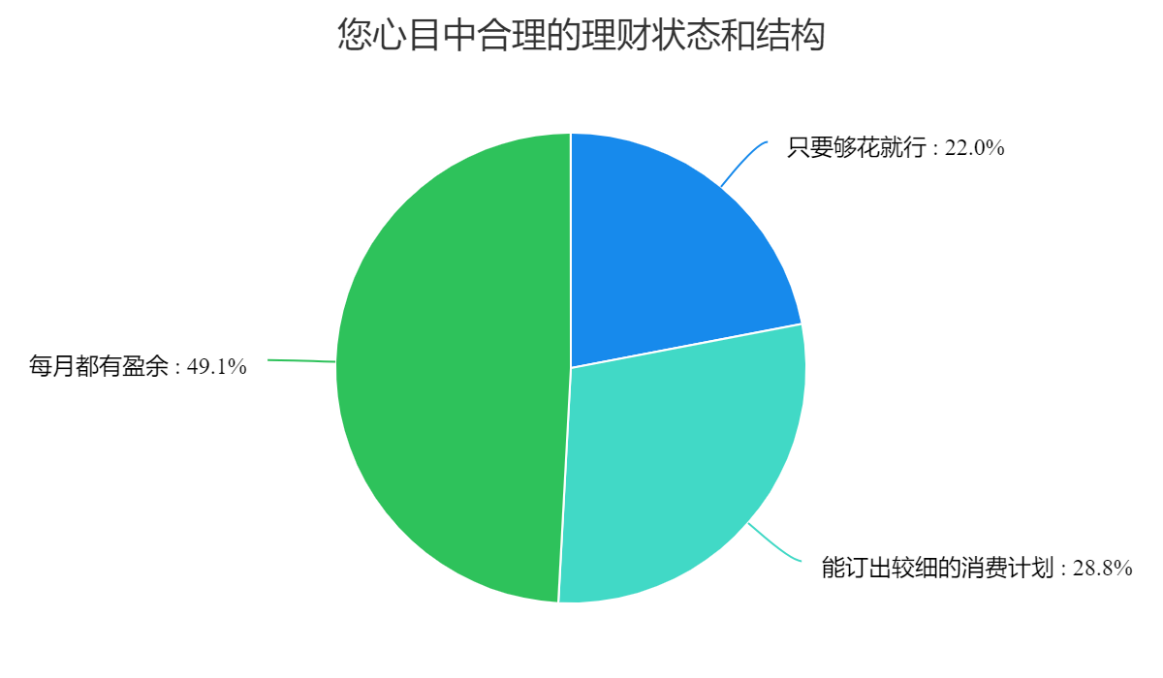 您心目中合理的理财状态和结构
只要够花就行 : 22.0%
每月都有盈余 : 49.1%
能订出较细的消费计划 : 28.8%